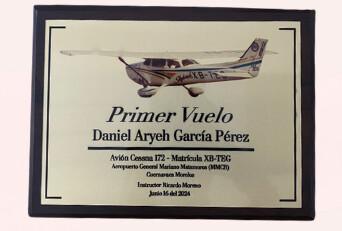 XB-T
Primer Vuelo
Daniel Aryeh García Pérez
Avión Cessna 172 - Matrícula XB-TEG
Aeropuerto General Mariano Matamoros (MMCB)
Cuernavaca Morelos
Instructor Ricardo Moreno
Junio 16 del 2024